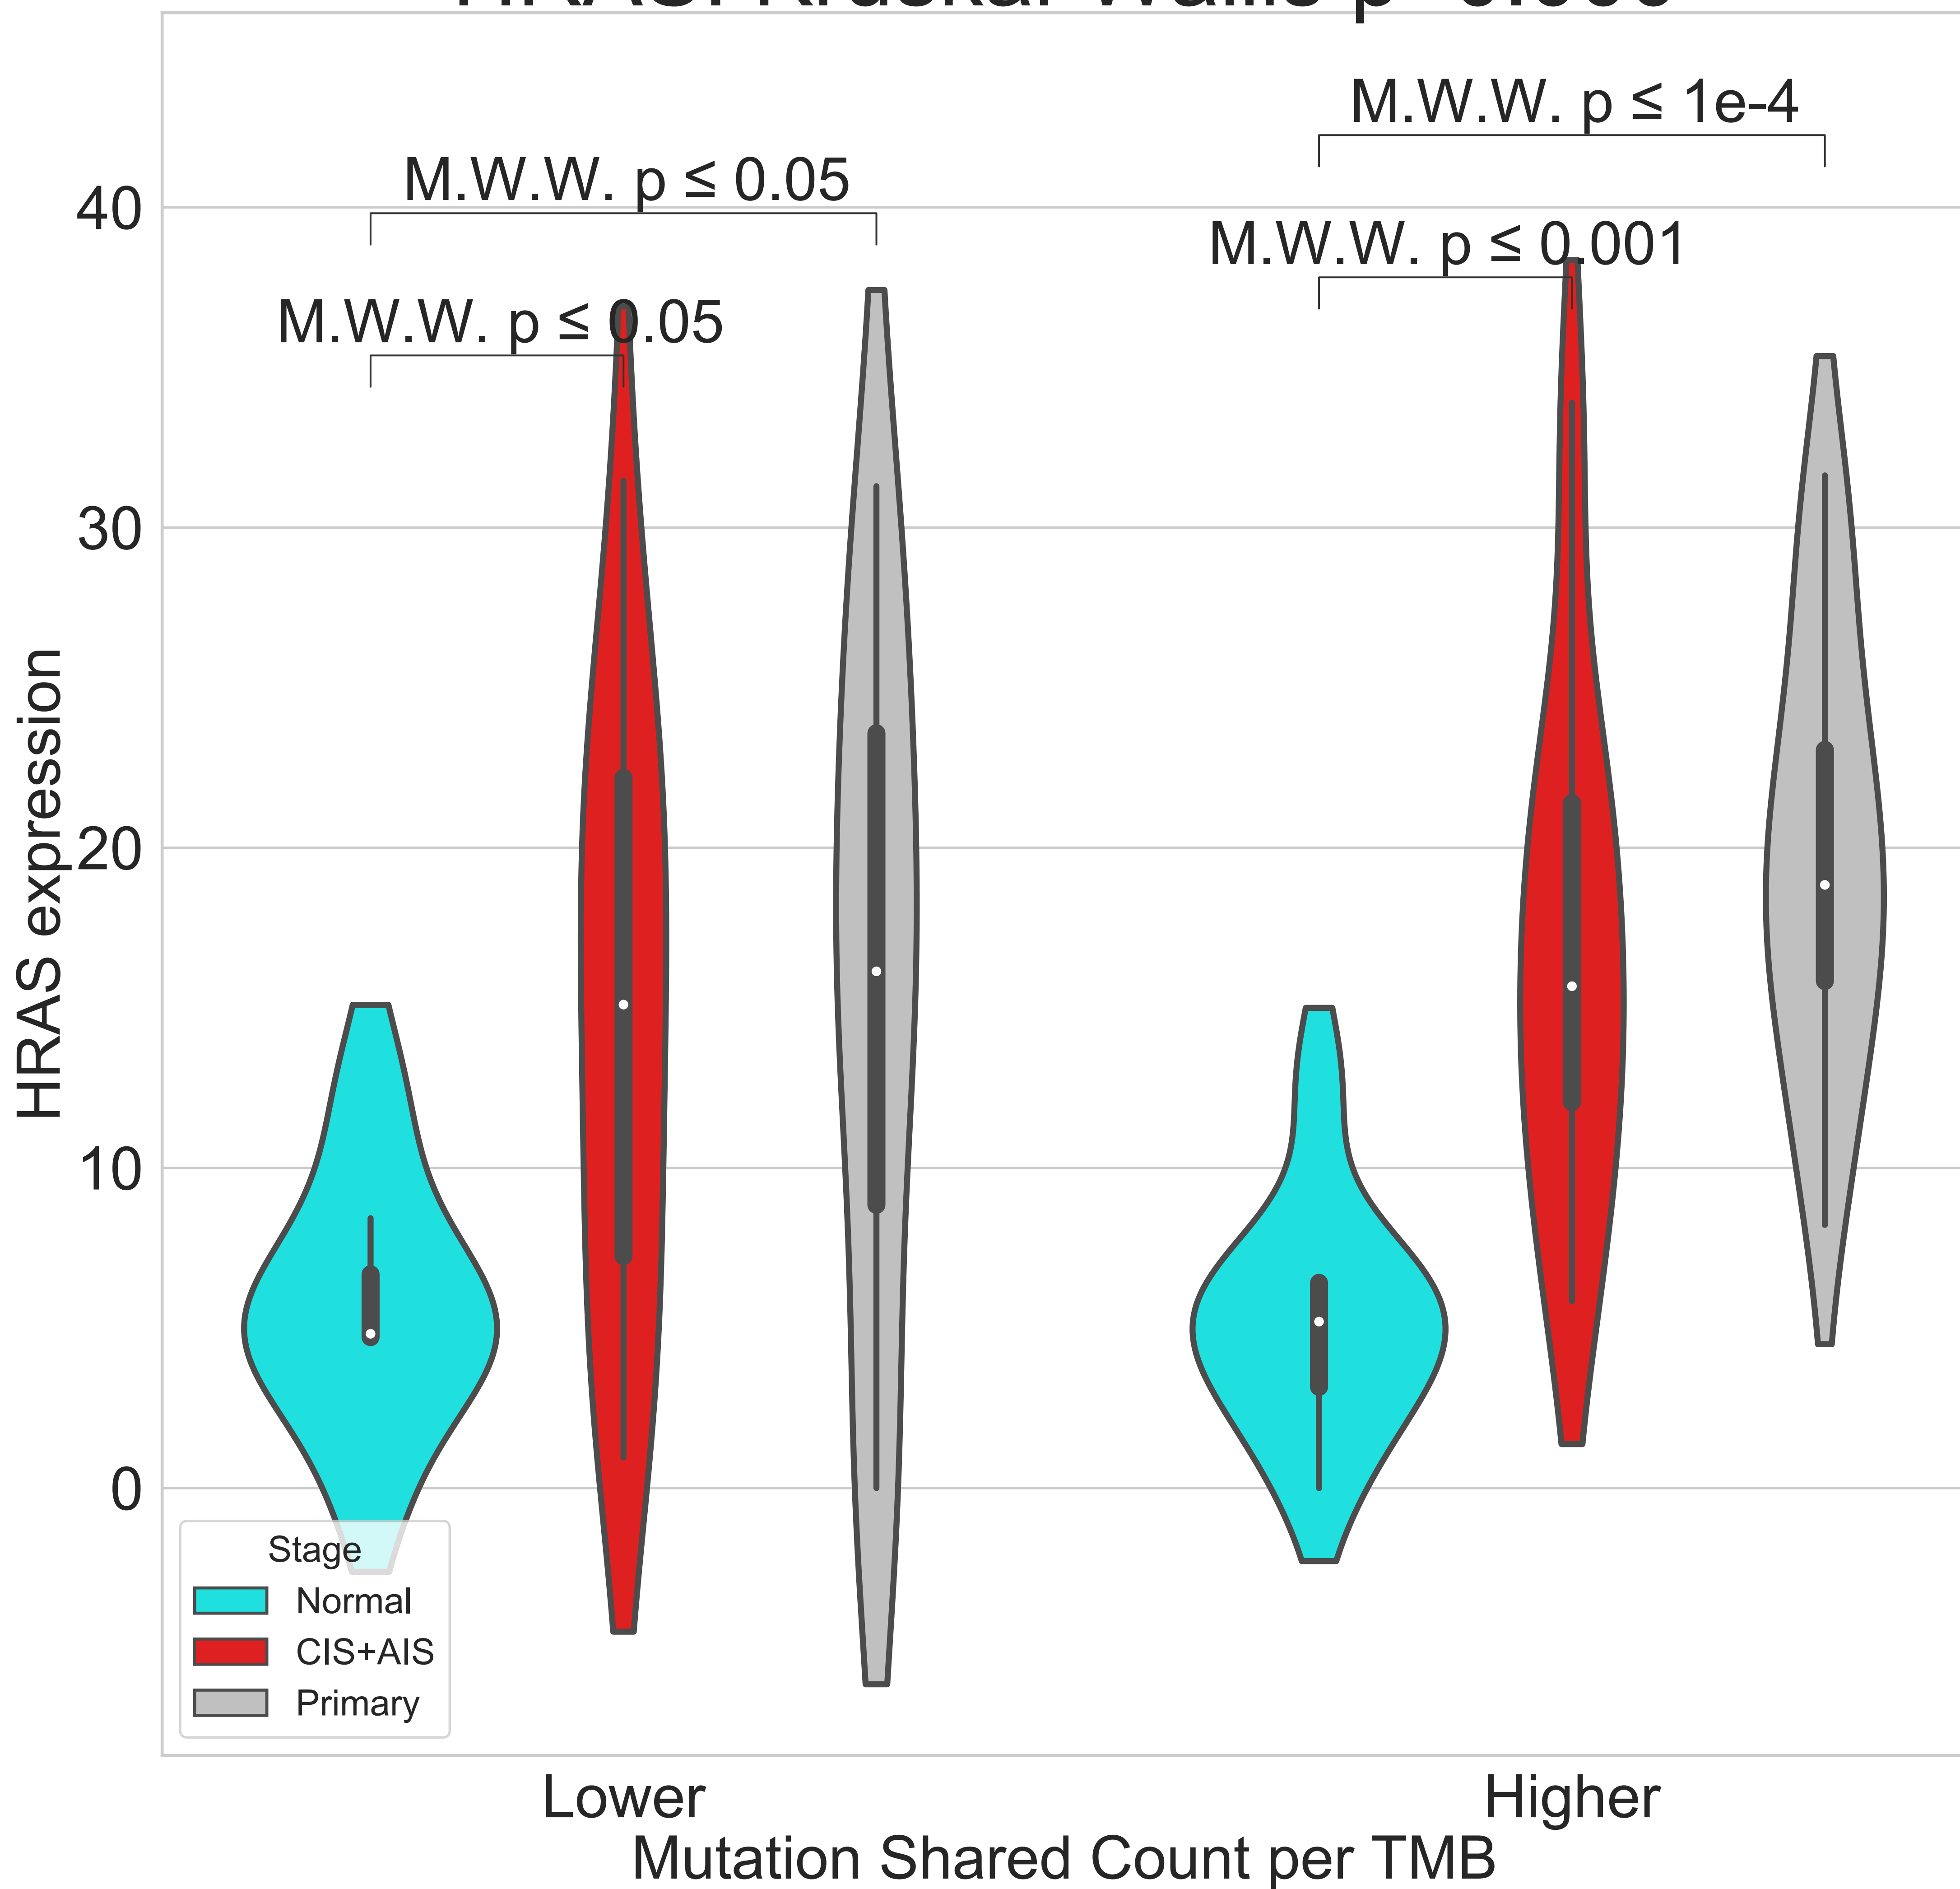 M.W.W. p ≤ 1e-4
M.W.W. p ≤ 0.05
M.W.W. p ≤ 0.001
M.W.W. p ≤ 0.05
40
30
20
10
0
HRAS expression
Stage
Normal
CIS+AIS
Primary
Lower
Higher
Mutation Shared Count per TMB